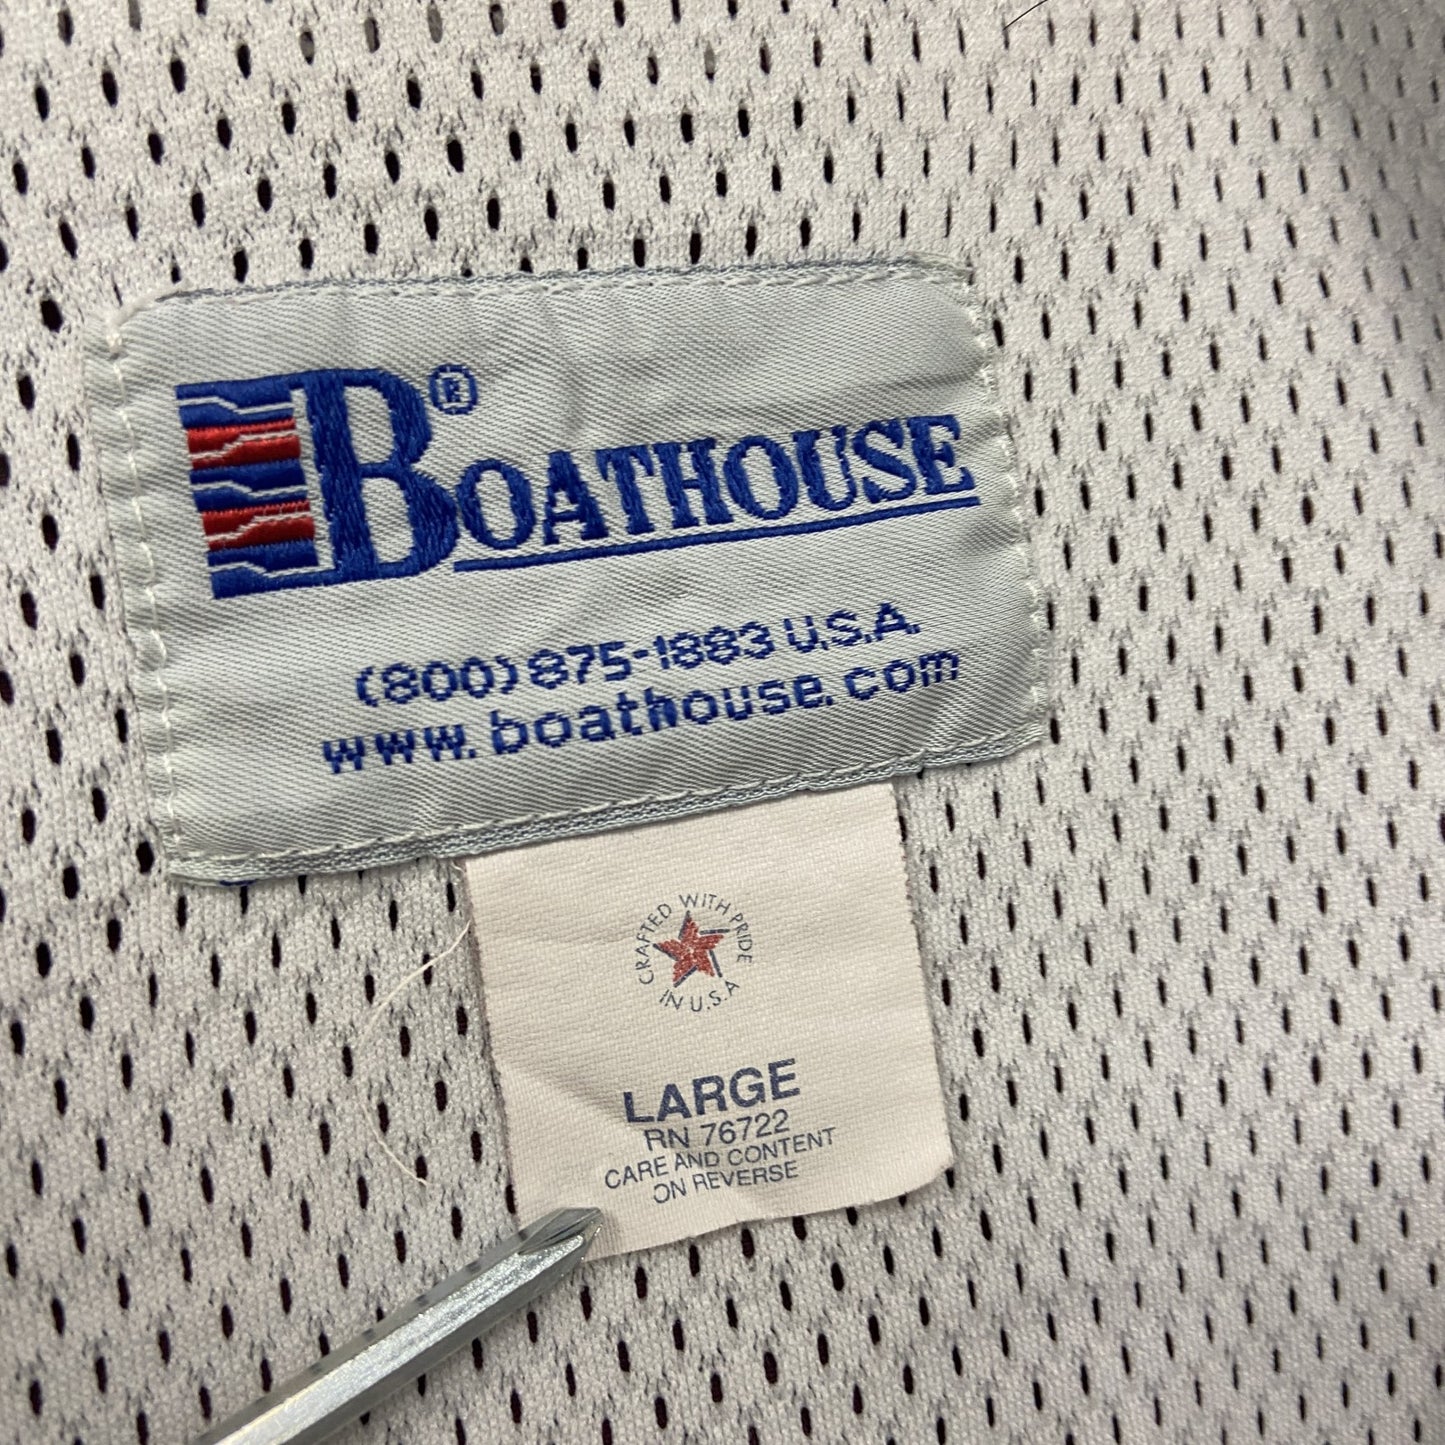 BOATHOUSE®
(800) 875-1883 U.S.A.
www.boathouse.com
CRAFTED WITH PRIDE
IN U.S.A
LARGE
RN 76722
CARE AND CONTENT
ON REVERSE